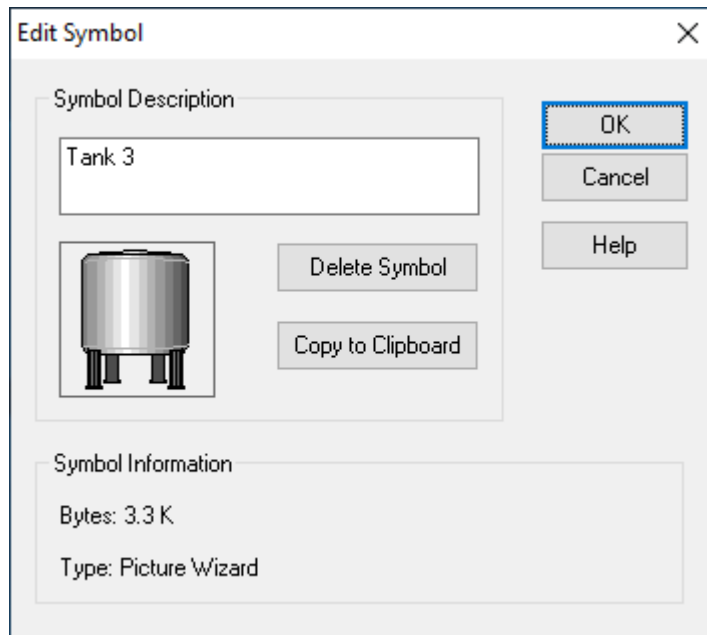 Edit Symbol
Symbol Description
Tank 3
OK
Cancel
Help
Delete Symbol
Copy to Clipboard
Symbol Information
Bytes: 3.3 K
Type: Picture Wizard